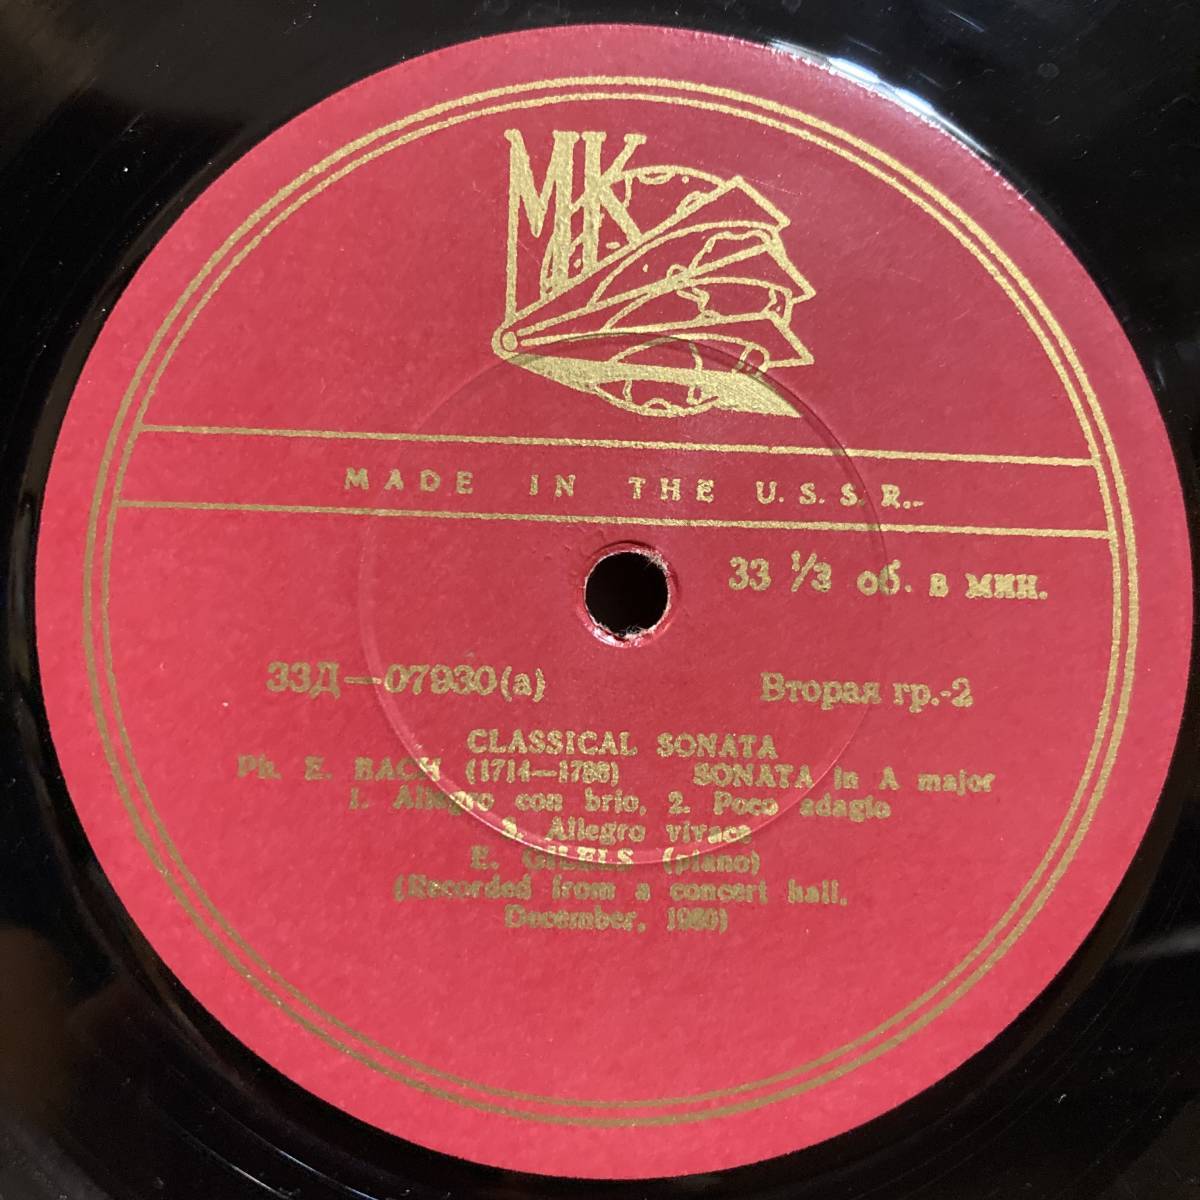 МК
MADE IN THE U.S.S.R.
33 1/3 об. в мин.
33Д—07930(а)
Вторая гр.-2
CLASSICAL SONATA
Ph. E. BACH (1714—1788) SONATA in A major
1. Allegro con brio, 2. Poco adagio
3. Allegro vivace
E. GILELS (piano)
(Recorded from a concert hall,
December, 1960)